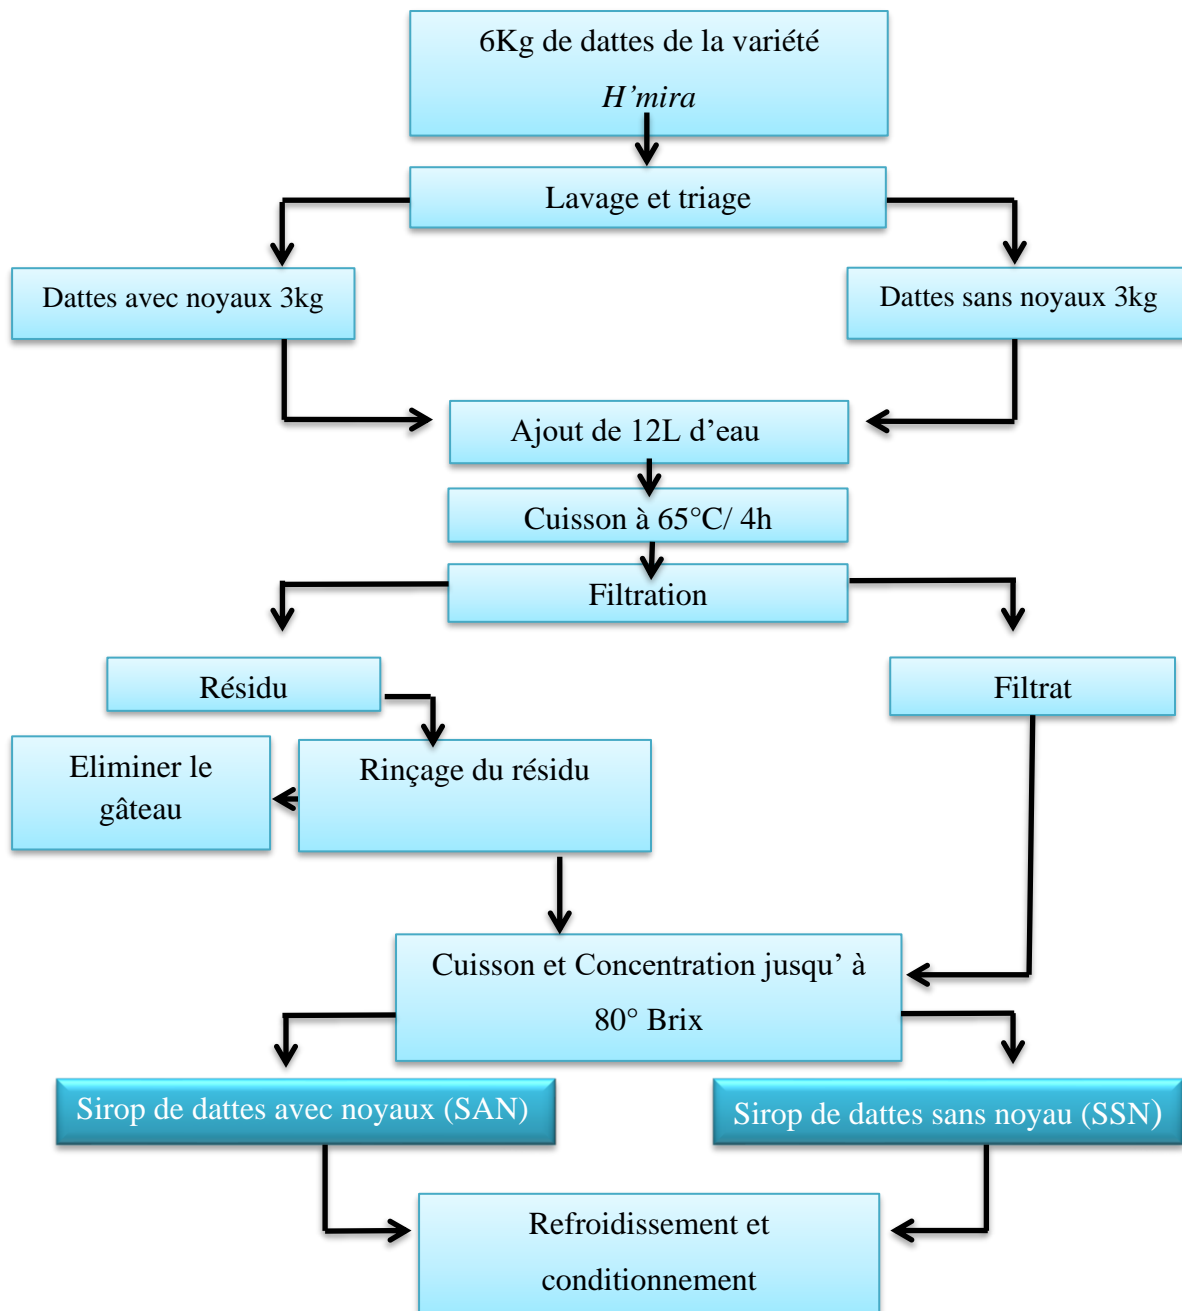 6Kg de dattes de la variété
H’mira
Lavage et triage
Dattes avec noyaux 3kg
Dattes sans noyaux 3kg
Ajout de 12L d’eau
Cuisson à 65°C/ 4h
Filtration
Résidu
Filtrat
Eliminer le
gâteau
Rinçage du résidu
Cuisson et Concentration jusqu’ à
80° Brix
Sirop de dattes avec noyaux (SAN)
Sirop de dattes sans noyau (SSN)
Refroidissement et
conditionnement